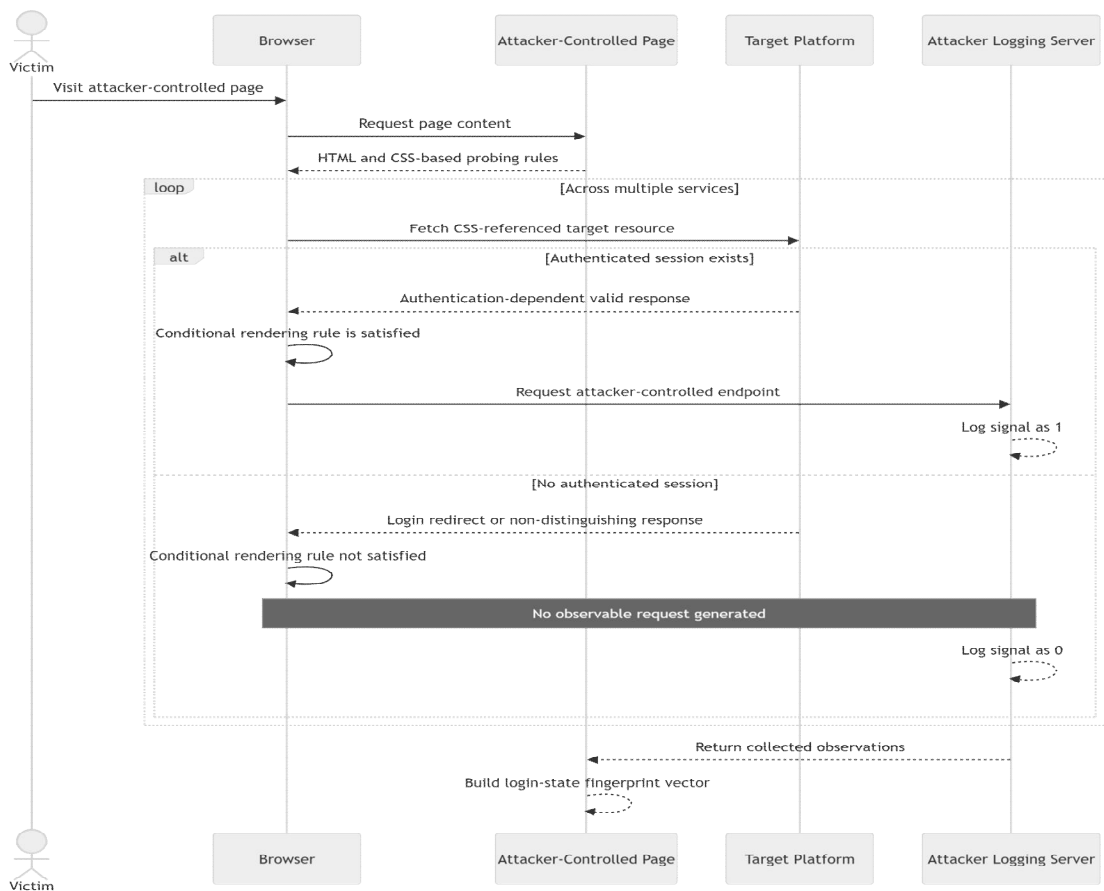 Browser
Attacker-Controlled Page
Target Platform
Attacker Logging Server
Victim
Visit attacker-controlled page
Request page content
HTML and CSS-based probing rules
loop
[Across multiple services]
Fetch CSS-referenced target resource
alt
[Authenticated session exists]
Authentication-dependent valid response
Conditional rendering rule is satisfied
Request attacker-controlled endpoint
Log signal as 1
[No authenticated session]
Login redirect or non-distinguishing response
Conditional rendering rule not satisfied
No observable request generated
Log signal as 0
Return collected observations
Build login-state fingerprint vector
Browser
Attacker-Controlled Page
Target Platform
Attacker Logging Server
Victim